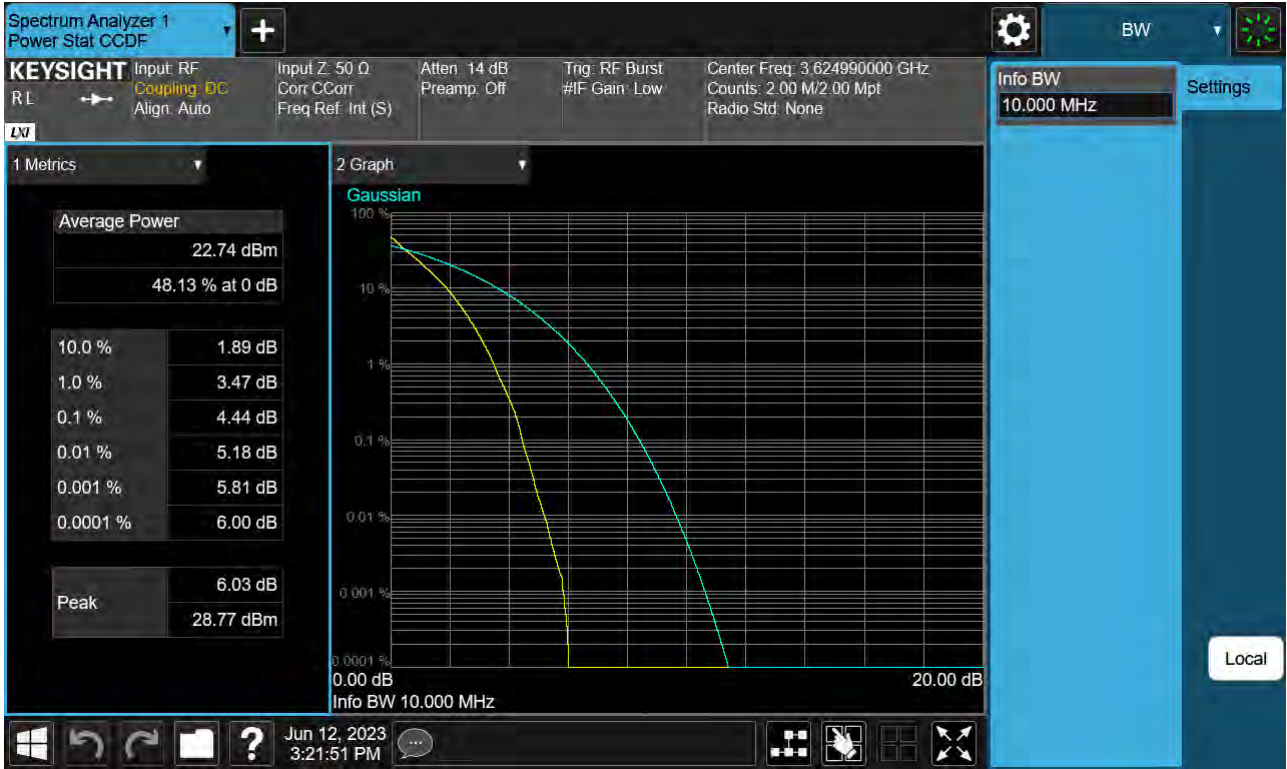 Spectrum Analyzer 1
Power Stat CCDF
BW
KEYSIGHT
R L
LXI
Input: RF
Coupling: DC
Align: Auto
Input Z: 50 Ω
Corr CCorr
Freq Ref: Int (S)
Atten: 14 dB
Preamp: Off
Trig: RF Burst
#IF Gain: Low
Center Freq: 3.624990000 GHz
Counts: 2.00 M/2.00 Mpt
Radio Std: None
Info BW
10.000 MHz
Settings
1 Metrics
Average Power
22.74 dBm
48.13 % at 0 dB
10.0 % 1.89 dB
1.0 % 3.47 dB
0.1 % 4.44 dB
0.01 % 5.18 dB
0.001 % 5.81 dB
0.0001 % 6.00 dB
Peak
6.03 dB
28.77 dBm
2 Graph
Gaussian
100 %
10 %
1 %
0.1 %
0.01 %
0.001 %
0.0001 %
0.00 dB 20.00 dB
Info BW 10.000 MHz
Local
?
Jun 12, 2023
3:21:51 PM